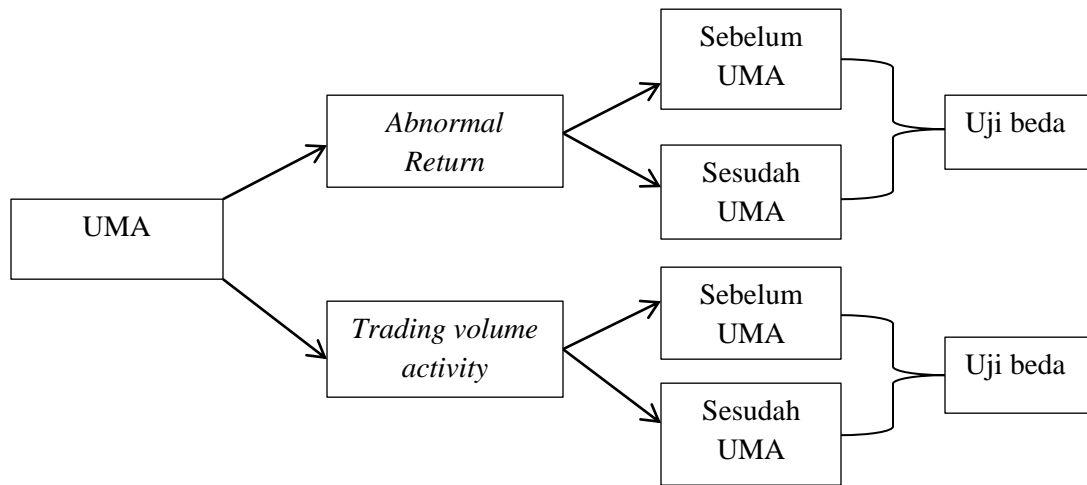 Sebelum
UMA
Abnormal
Return
Uji beda
Sesudah
UMA
UMA
Sebelum
UMA
Trading volume
activity
Uji beda
Sesudah
UMA